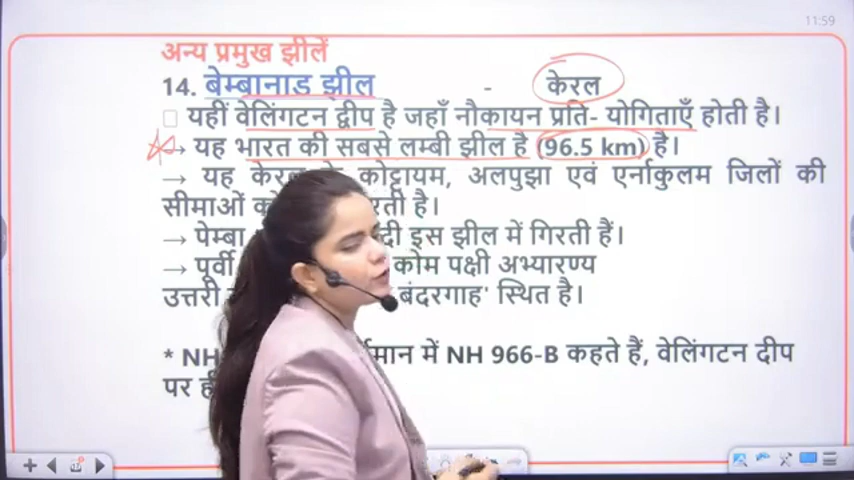 11:59
अन्य प्रमुख झीलें
14. बेम्बानाड झील - केरल
यहीं वेलिंगटन द्वीप है जहाँ नौकायन प्रति- योगिताएँ होती है।
→ यह भारत की सबसे लम्बी झील है (96.5 km) है।
→ यह केरल के कोट्टायम, अलपुझा एवं एर्नाकुलम जिलों की
सीमाओं को रती है।
→ पेम्बा दी इस झील में गिरती हैं।
→ पूर्वी कोम पक्षी अभ्यारण्य
उत्तरी बंदरगाह' स्थित है।
* NH र्तमान में NH 966-B कहते हैं, वेलिंगटन दीप
पर ही